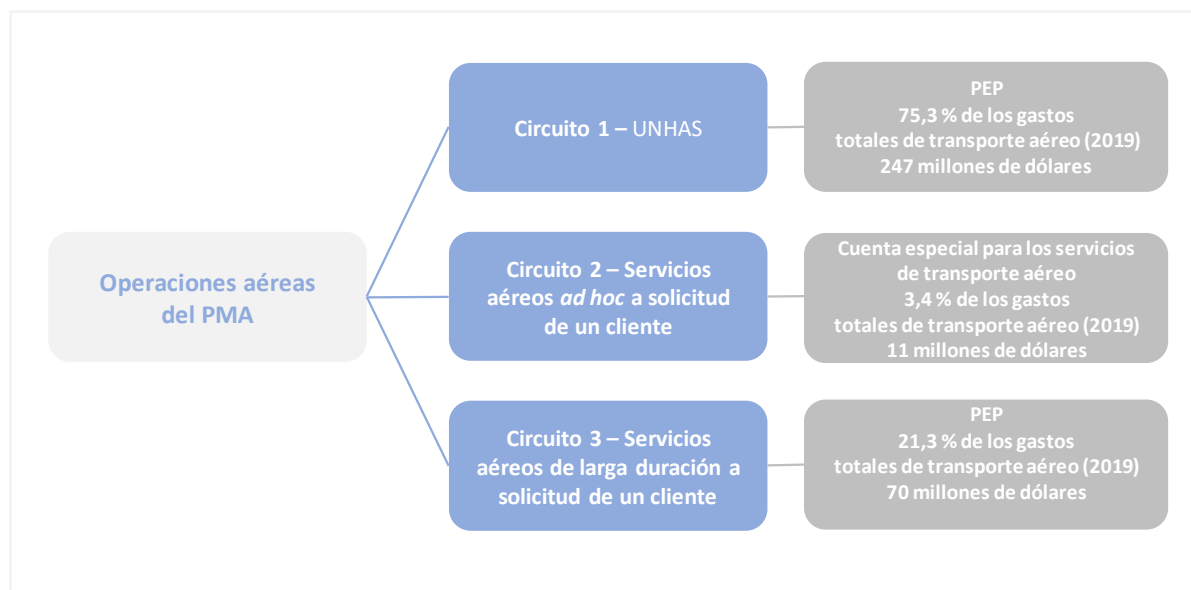 Operaciones aéreas
del PMA
Circuito 1 – UNHAS
PEP
75,3 % de los gastos
totales de transporte aéreo (2019)
247 millones de dólares
Circuito 2 – Servicios
aéreos ad hoc a solicitud
de un cliente
Cuenta especial para los servicios
de transporte aéreo
3,4 % de los gastos
totales de transporte aéreo (2019)
11 millones de dólares
Circuito 3 – Servicios
aéreos de larga duración a
solicitud de un cliente
PEP
21,3 % de los gastos
totales de transporte aéreo (2019)
70 millones de dólares